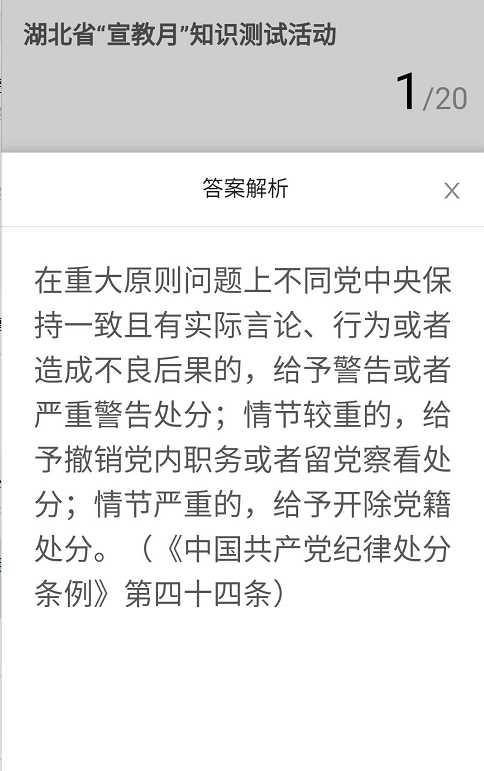 湖北省“宣教月”知识测试活动
1/20
答案解析
在重大原则问题上不同党中央保
持一致且有实际言论、行为或者
造成不良后果的，给予警告或者
严重警告处分；情节较重的，给
予撤销党内职务或者留党察看处
分；情节严重的，给予开除党籍
处分。（《中国共产党纪律处分
条例》第四十四条）